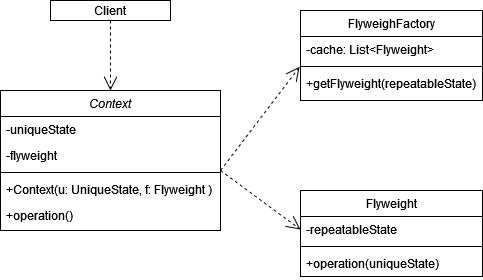 Client
FlyweighFactory
-cache: List<Flyweight>
+getFlyweight(repeatableState)
Context
-uniqueState
-flyweight
+Context(u: UniqueState, f: Flyweight )
+operation()
Flyweight
-repeatableState
+operation(uniqueState)